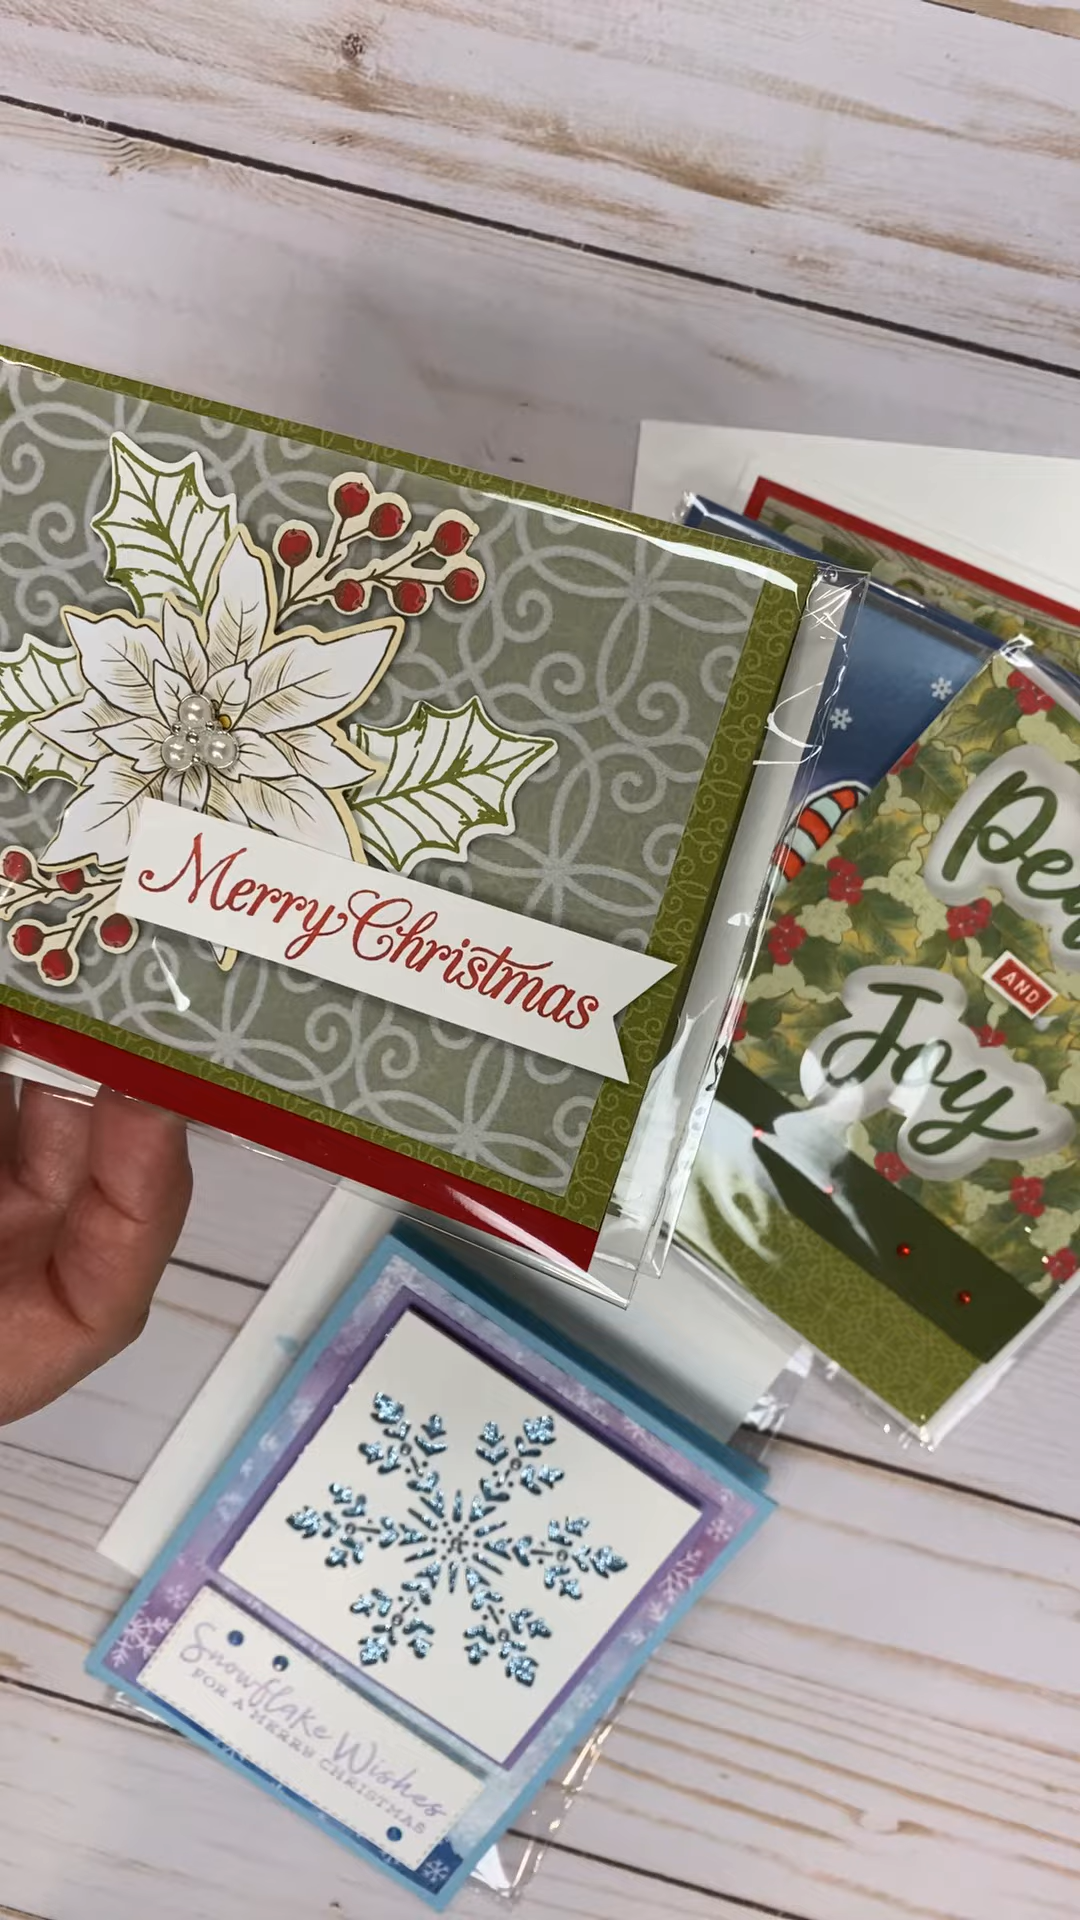 Merry Christmas
AND
Joy
Snowflake Wishes
FOR A MERRY CHRISTMAS